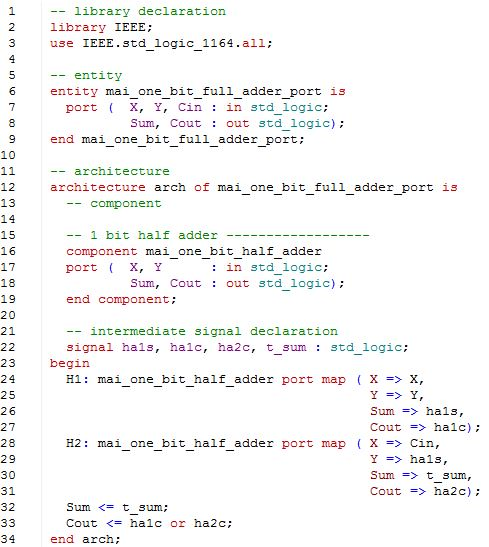 1 -- library declaration
2 library IEEE;
3 use IEEE.std_logic_1164.all;
4
5 -- entity
6 entity mai_one_bit_full_adder_port is
7 port ( X, Y, Cin : in std_logic;
8 Sum, Cout : out std_logic);
9 end mai_one_bit_full_adder_port;
10
11 -- architecture
12 architecture arch of mai_one_bit_full_adder_port is
13 -- component
14
15 -- 1 bit half adder ------------------
16 component mai_one_bit_half_adder
17 port ( X, Y : in std_logic;
18 Sum, Cout : out std_logic);
19 end component;
20
21 -- intermediate signal declaration
22 signal ha1s, ha1c, ha2c, t_sum : std_logic;
23 begin
24 H1: mai_one_bit_half_adder port map ( X => X,
25 Y => Y,
26 Sum => ha1s,
27 Cout => ha1c);
28 H2: mai_one_bit_half_adder port map ( X => Cin,
29 Y => ha1s,
30 Sum => t_sum,
31 Cout => ha2c);
32 Sum <= t_sum;
33 Cout <= ha1c or ha2c;
34 end arch;